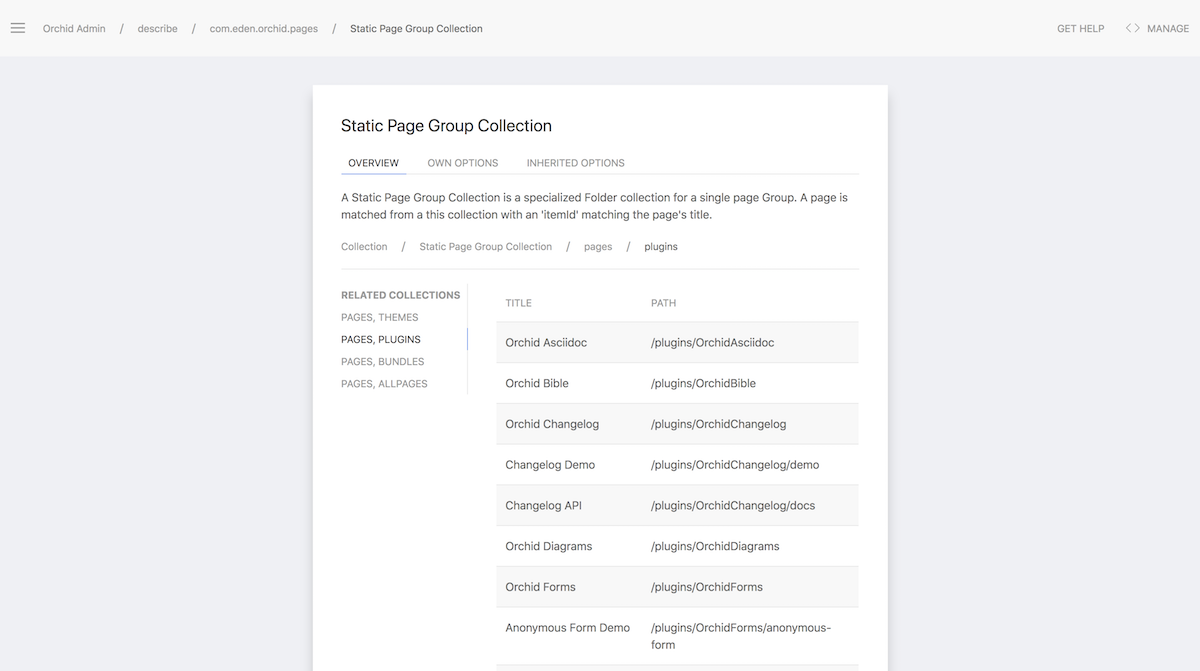 Orchid Admin / describe / com.eden.orchid.pages / Static Page Group Collection GET HELP <> MANAGE
Static Page Group Collection
OVERVIEW OWN OPTIONS INHERITED OPTIONS
A Static Page Group Collection is a specialized Folder collection for a single page Group. A page is
matched from a this collection with an 'itemId' matching the page's title.
Collection / Static Page Group Collection / pages / plugins
RELATED COLLECTIONS
PAGES, THEMES
PAGES, PLUGINS
PAGES, BUNDLES
PAGES, ALLPAGES
TITLE PATH
Orchid Asciidoc /plugins/OrchidAsciidoc
Orchid Bible /plugins/OrchidBible
Orchid Changelog /plugins/OrchidChangelog
Changelog Demo /plugins/OrchidChangelog/demo
Changelog API /plugins/OrchidChangelog/docs
Orchid Diagrams /plugins/OrchidDiagrams
Orchid Forms /plugins/OrchidForms
Anonymous Form Demo /plugins/OrchidForms/anonymous-
form